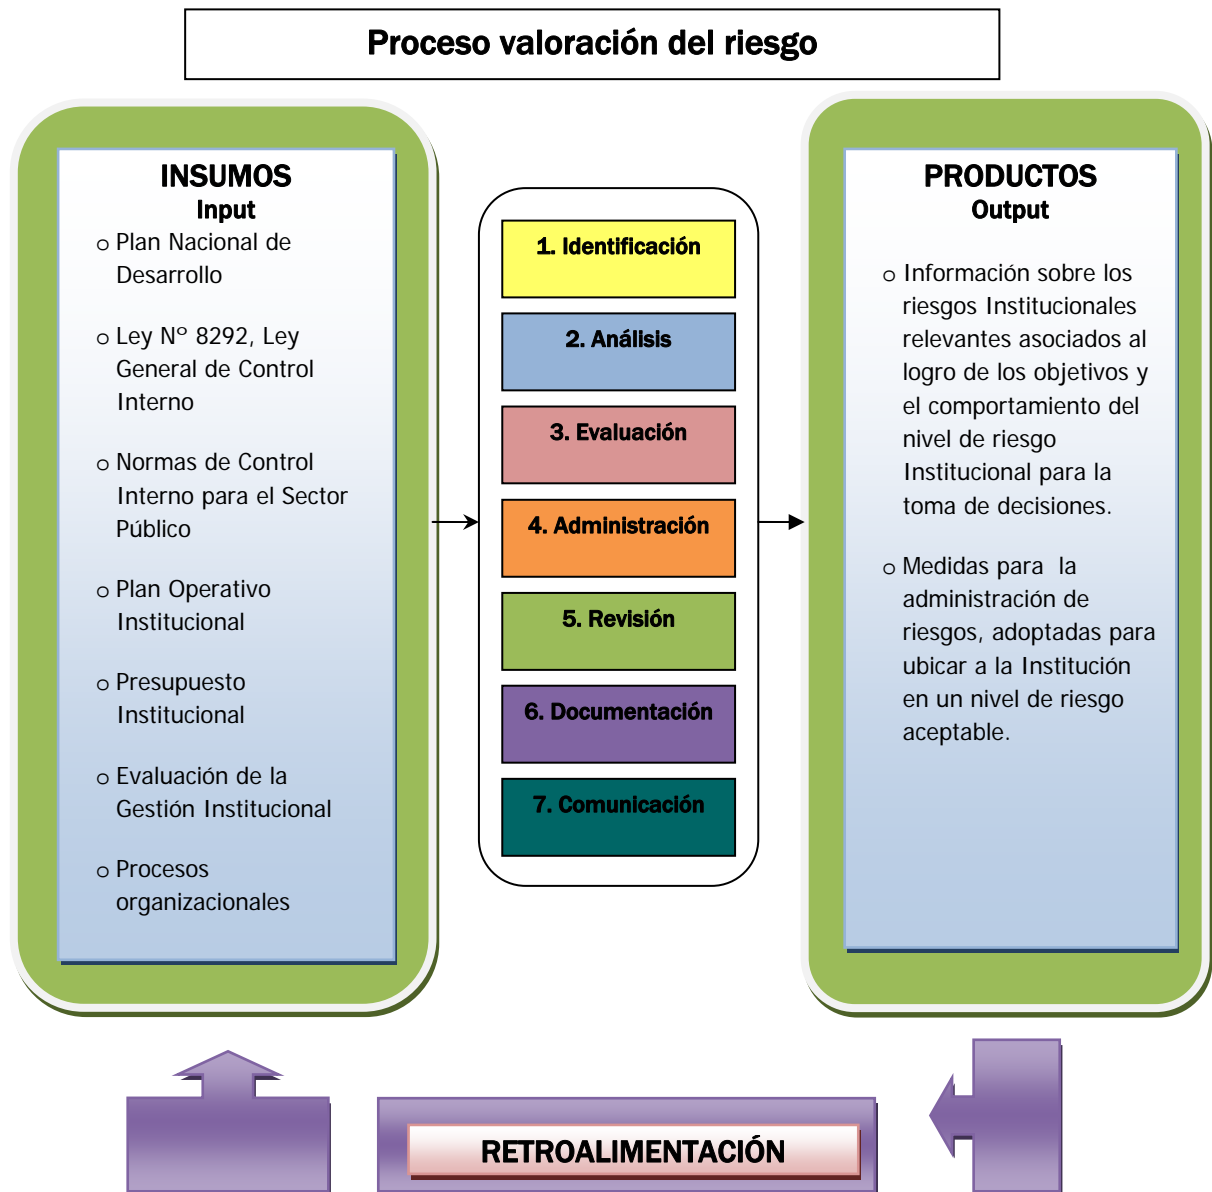 Proceso valoración del riesgo
INSUMOS
Input
o Plan Nacional de
Desarrollo
o Ley Nº 8292, Ley
General de Control
Interno
o Normas de Control
Interno para el Sector
Público
o Plan Operativo
Institucional
o Presupuesto
Institucional
o Evaluación de la
Gestión Institucional
o Procesos
organizacionales
1. Identificación
2. Análisis
3. Evaluación
4. Administración
5. Revisión
6. Documentación
7. Comunicación
PRODUCTOS
Output
o Información sobre los
riesgos Institucionales
relevantes asociados al
logro de los objetivos y
el comportamiento del
nivel de riesgo
Institucional para la
toma de decisiones.
o Medidas para la
administración de
riesgos, adoptadas para
ubicar a la Institución
en un nivel de riesgo
aceptable.
RETROALIMENTACIÓN